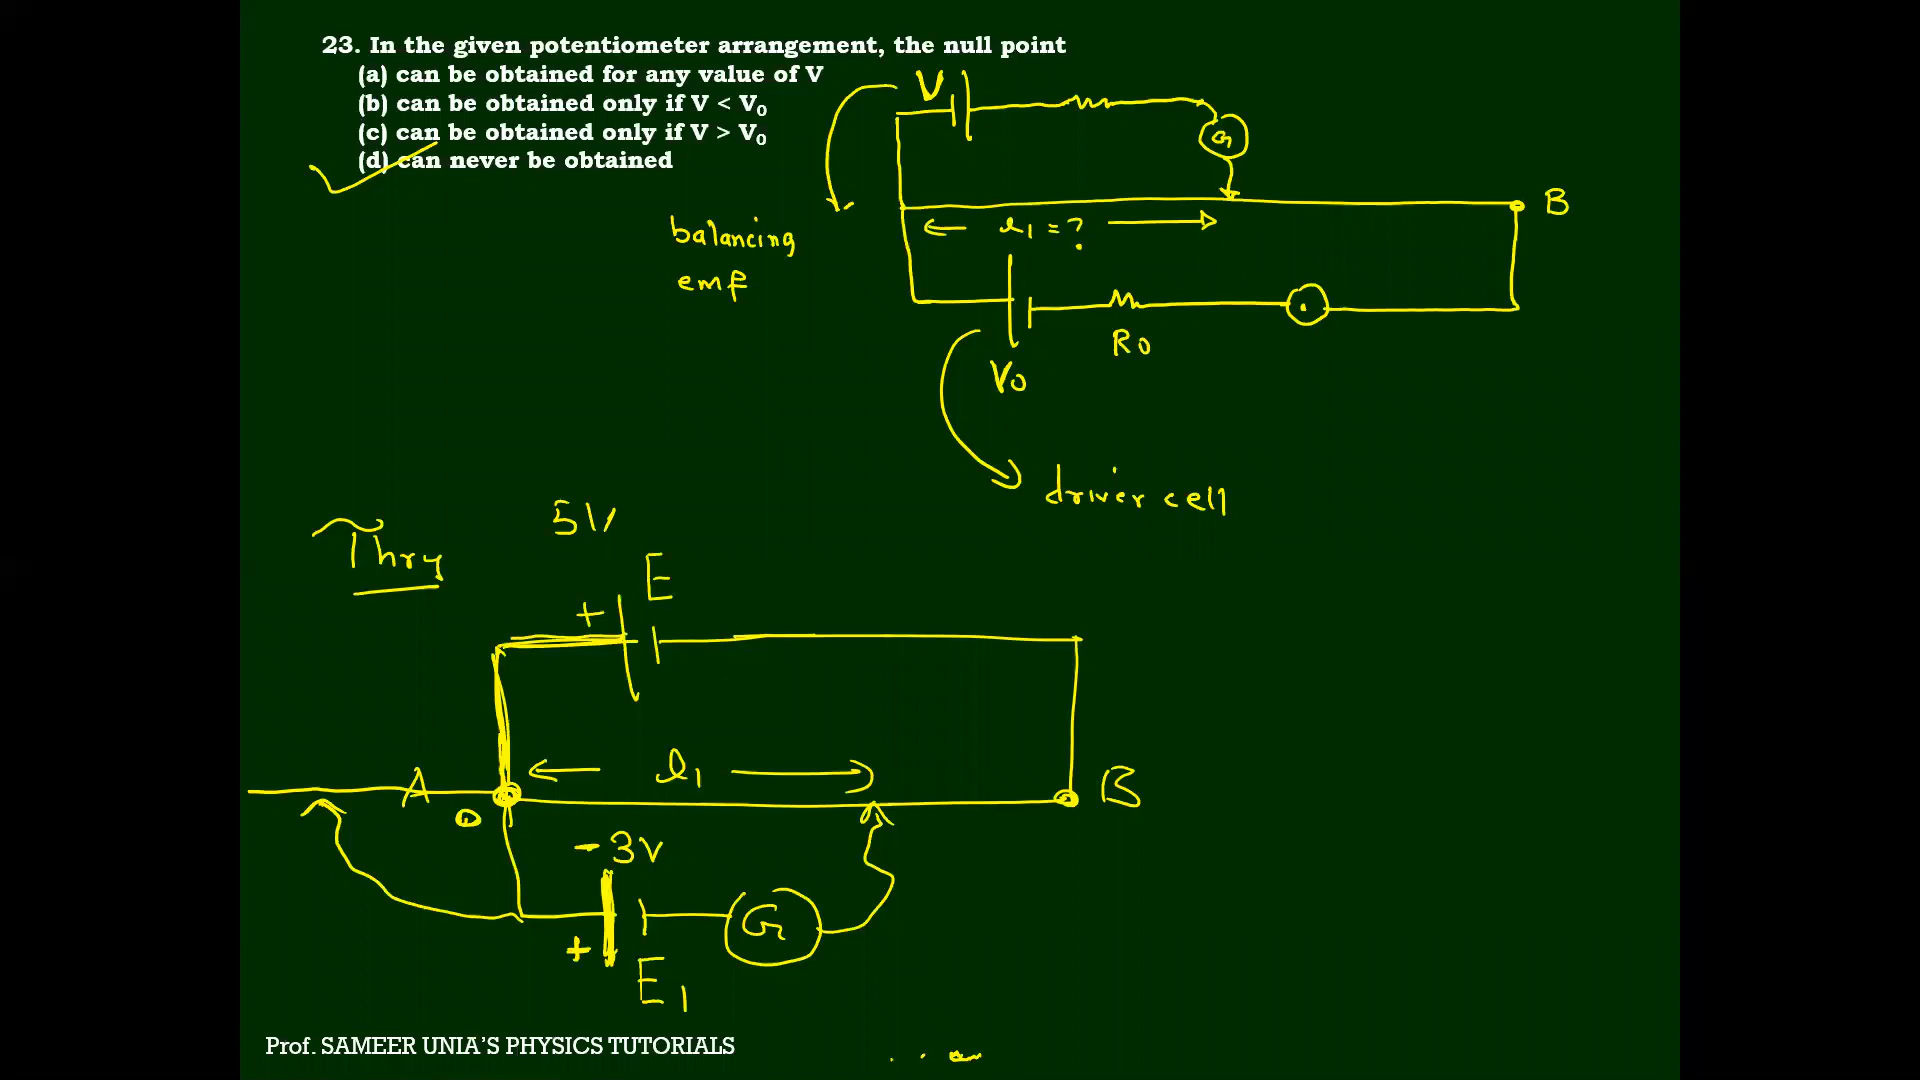 23. In the given potentiometer arrangement, the null point
(a) can be obtained for any value of V
(b) can be obtained only if V < V₀
(c) can be obtained only if V > V₀
(d) can never be obtained
V
G
B
l₁ = ?
balancing
emf
R₀
V₀
driver cell
5V
Thry
E
+
l₁
A
B
0
-3V
G
+
E₁
Prof. SAMEER UNIA'S PHYSICS TUTORIALS